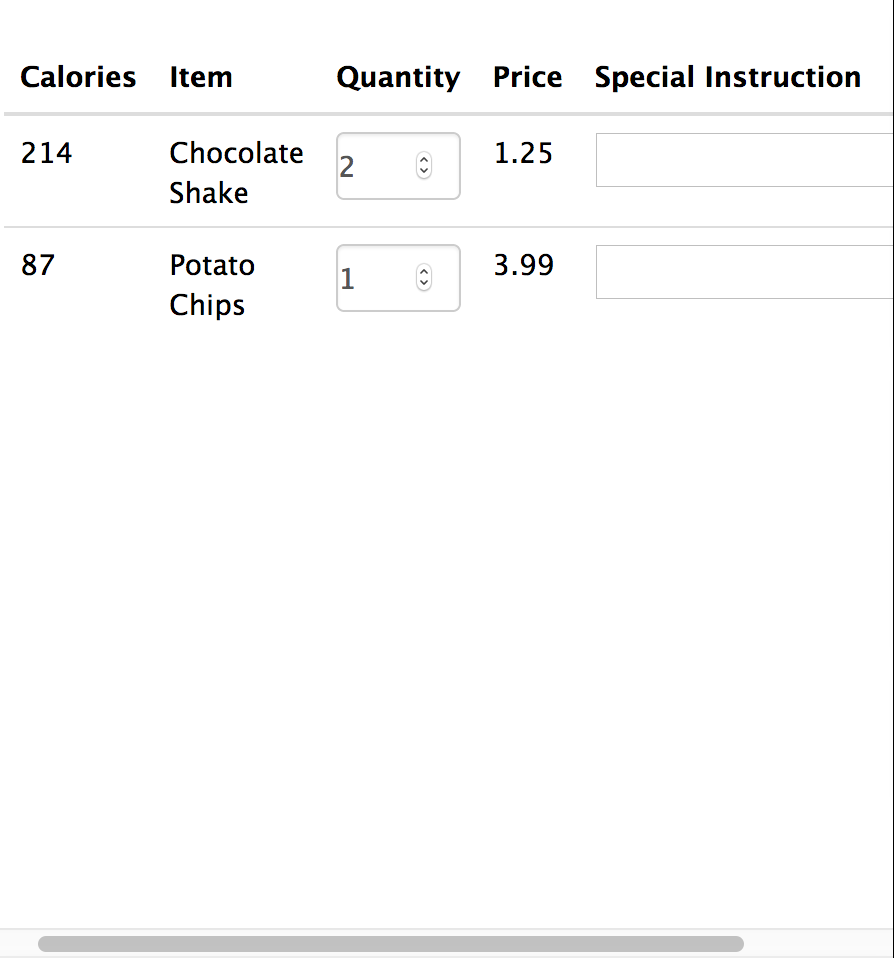 Calories Item Quantity Price Special Instruction
214 Chocolate 2 1.25
Shake
87 Potato 1 3.99
Chips